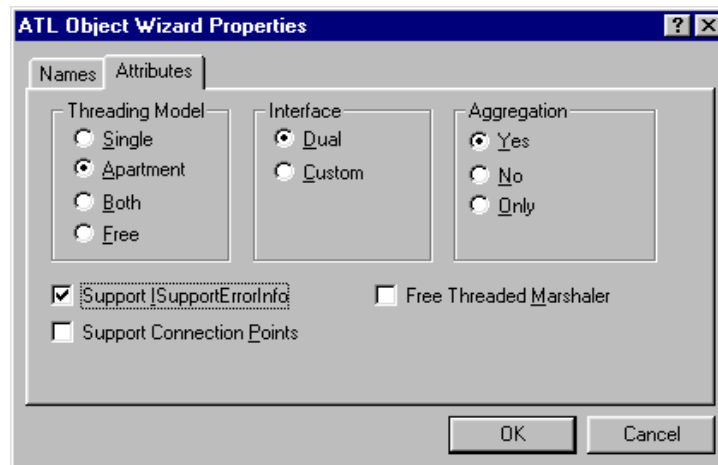 ATL Object Wizard Properties
Names Attributes
Threading Model
Single
Apartment
Both
Free
Interface
Dual
Custom
Aggregation
Yes
No
Only
Support ISupportErrorInfo
Free Threaded Marshaler
Support Connection Points
OK Cancel